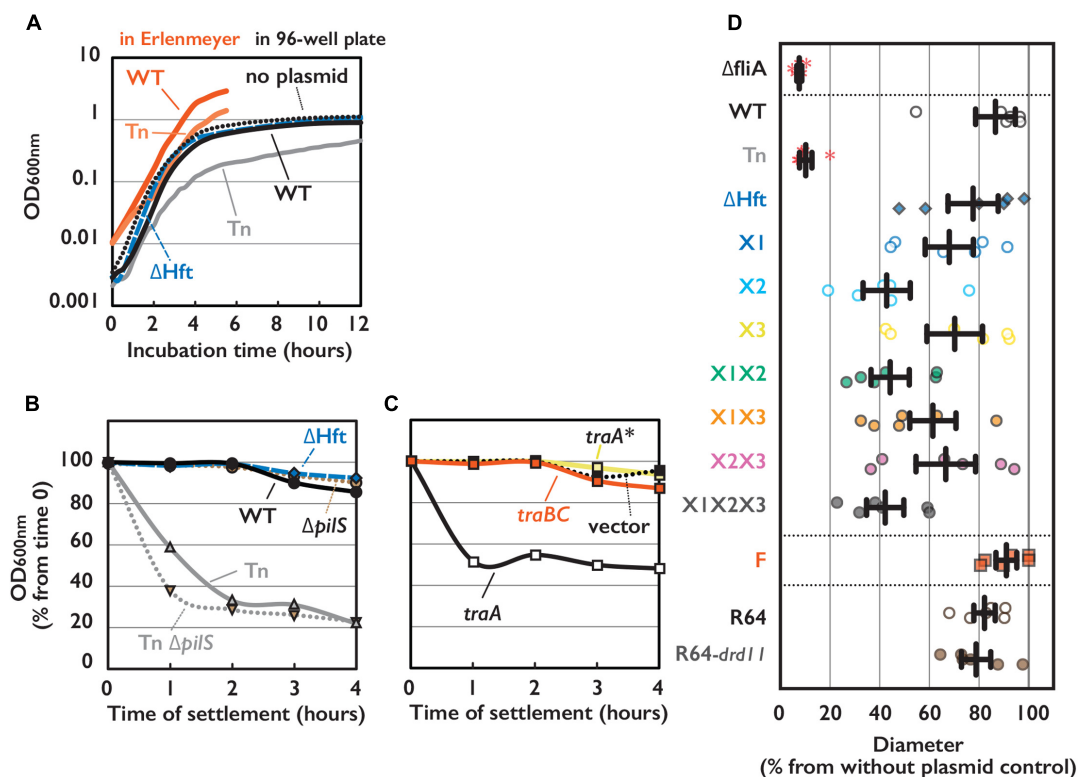 A
in Erlenmeyer in 96-well plate
10
1
0.1
0.01
0.001
OD600nm
WT
no plasmid
Tn
WT
Tn
ΔHft
0 2 4 6 8 10 12
Incubation time (hours)
B
100
80
60
40
20
0
OD600nm
(% from time 0)
ΔHft
WT
ΔpilS
Tn
Tn ΔpilS
0 1 2 3 4
Time of settlement (hours)
C
traA*
traBC
vector
traA
0 1 2 3 4
Time of settlement (hours)
D
ΔfliA
WT
Tn
ΔHft
X1
X2
X3
X1X2
X1X3
X2X3
X1X2X3
F
R64
R64-drd11
0 20 40 60 80 100
Diameter
(% from without plasmid control)